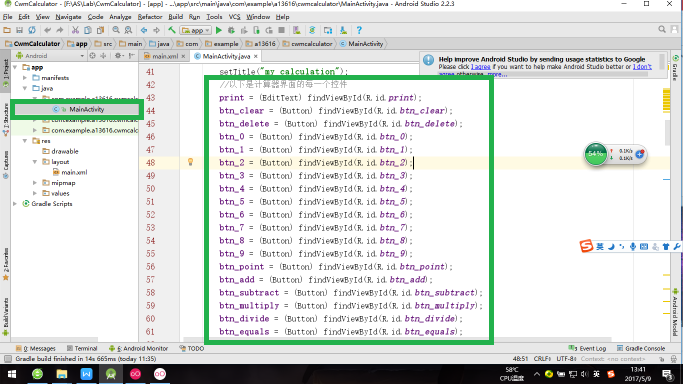 CwmCalculator - [F:\AS\Lab\CwmCalculator] - [app] - ...\app\src\main\java\com\example\a13616\cwmcalculator\MainActivity.java - Android Studio 2.2.3
File Edit View Navigate Code Analyze Refactor Build Run Tools VCS Window Help
app
CwmCalculator app src main java com example a13616 cwmcalculator MainActivity
Android
main.xml MainActivity.java
app
manifests
java
MainActivity
com.example.a13616.cwmcalc
res
drawable
layout
main.xml
mipmap
values
Gradle Scripts
1: Project
Structure
Captures
2: Favorites
Build Variants
Gradle
Android Model
Help improve Android Studio by sending usage statistics to Google
Please click I agree if you want to help make Android Studio better or I don't
41 setTitle("my calculation");
42 //以下是计算器界面的每一个控件
43 print = (EditText) findViewById(R.id.print);
44 btn_clear = (Button) findViewById(R.id.btn_clear);
45 btn_delete = (Button) findViewById(R.id.btn_delete);
46 btn_0 = (Button) findViewById(R.id.btn_0);
47 btn_1 = (Button) findViewById(R.id.btn_1);
48 btn_2 = (Button) findViewById(R.id.btn_2);
49 btn_3 = (Button) findViewById(R.id.btn_3);
50 btn_4 = (Button) findViewById(R.id.btn_4);
51 btn_5 = (Button) findViewById(R.id.btn_5);
52 btn_6 = (Button) findViewById(R.id.btn_6);
53 btn_7 = (Button) findViewById(R.id.btn_7);
54 btn_8 = (Button) findViewById(R.id.btn_8);
55 btn_9 = (Button) findViewById(R.id.btn_9);
56 btn_point = (Button) findViewById(R.id.btn_point);
57 btn_add = (Button) findViewById(R.id.btn_add);
58 btn_subtract = (Button) findViewById(R.id.btn_subtract);
59 btn_multiply = (Button) findViewById(R.id.btn_multiply);
60 btn_divide = (Button) findViewById(R.id.btn_divide);
61 btn_equals = (Button) findViewById(R.id.btn_equals);
54%
0.1K/s
0.1K/s
英
0: Messages Terminal 6: Android Monitor TODO
Event Log Gradle Console
Gradle build finished in 14s 665ms (today 11:35)
48:51 CRLF÷ UTF-8÷ Context: <no context>
58℃
CPU温度
英
13:41
2017/5/9